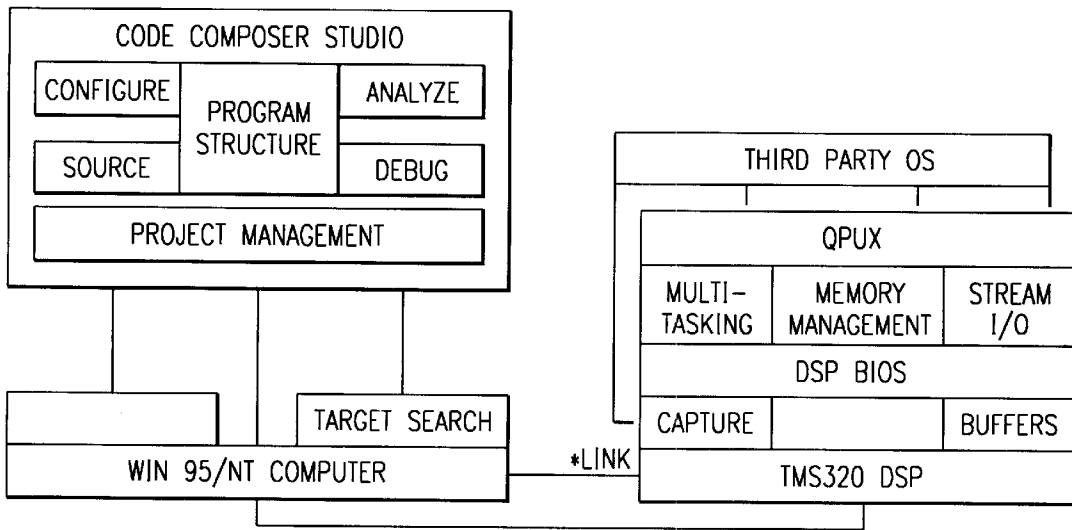 CODE COMPOSER STUDIO
CONFIGURE
PROGRAM
STRUCTURE
ANALYZE
SOURCE
DEBUG
PROJECT MANAGEMENT
THIRD PARTY OS
QPUX
MULTI-
TASKING
MEMORY
MANAGEMENT
STREAM
I/O
DSP BIOS
TARGET SEARCH
CAPTURE
BUFFERS
WIN 95/NT COMPUTER
*LINK
TMS320 DSP